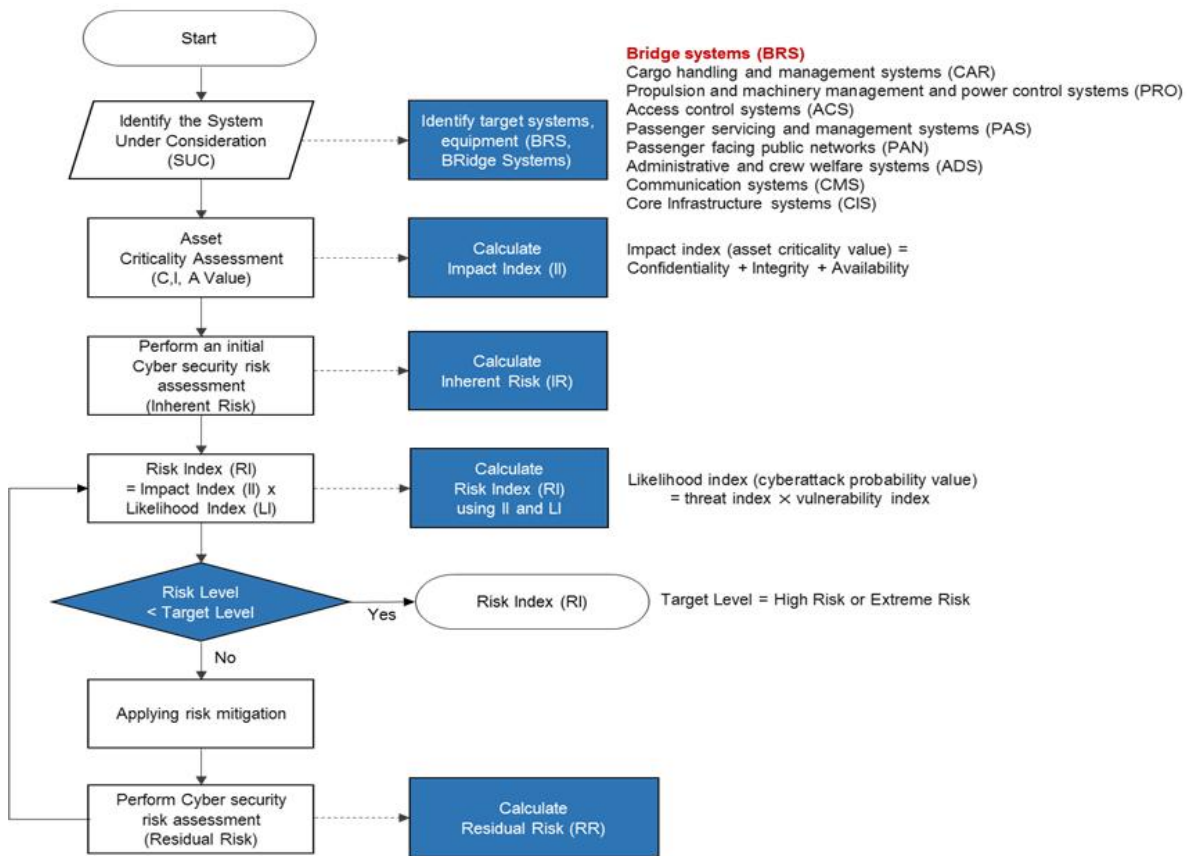 Start
Bridge systems (BRS)
Cargo handling and management systems (CAR)
Propulsion and machinery management and power control systems (PRO)
Access control systems (ACS)
Passenger servicing and management systems (PAS)
Passenger facing public networks (PAN)
Administrative and crew welfare systems (ADS)
Communication systems (CMS)
Core Infrastructure systems (CIS)
Identify the System
Under Consideration
(SUC)
Identify target systems,
equipment (BRS,
BRidge Systems)
Asset
Criticality Assessment
(C,I, A Value)
Calculate
Impact Index (II)
Impact index (asset criticality value) =
Confidentiality + Integrity + Availability
Perform an initial
Cyber security risk
assessment
(Inherent Risk)
Calculate
Inherent Risk (IR)
Risk Index (RI)
= Impact Index (II) x
Likelihood Index (LI)
Calculate
Risk Index (RI)
using II and LI
Likelihood index (cyberattack probability value)
= threat index × vulnerability index
Risk Level
< Target Level
Yes
Risk Index (RI)
Target Level = High Risk or Extreme Risk
No
Applying risk mitigation
Perform Cyber security
risk assessment
(Residual Risk)
Calculate
Residual Risk (RR)